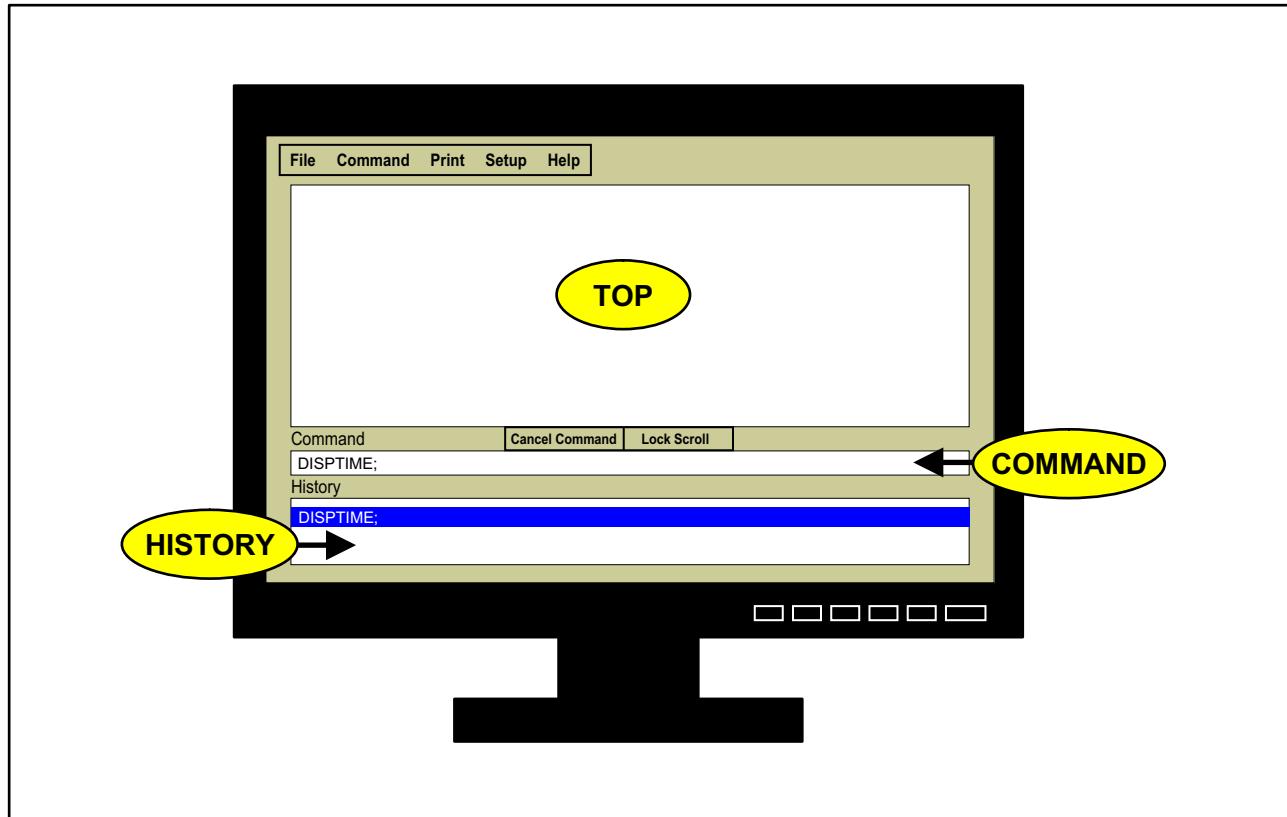 File Command Print Setup Help
TOP
Command Cancel Command Lock Scroll
DISPTIME;
COMMAND
History
DISPTIME;
HISTORY